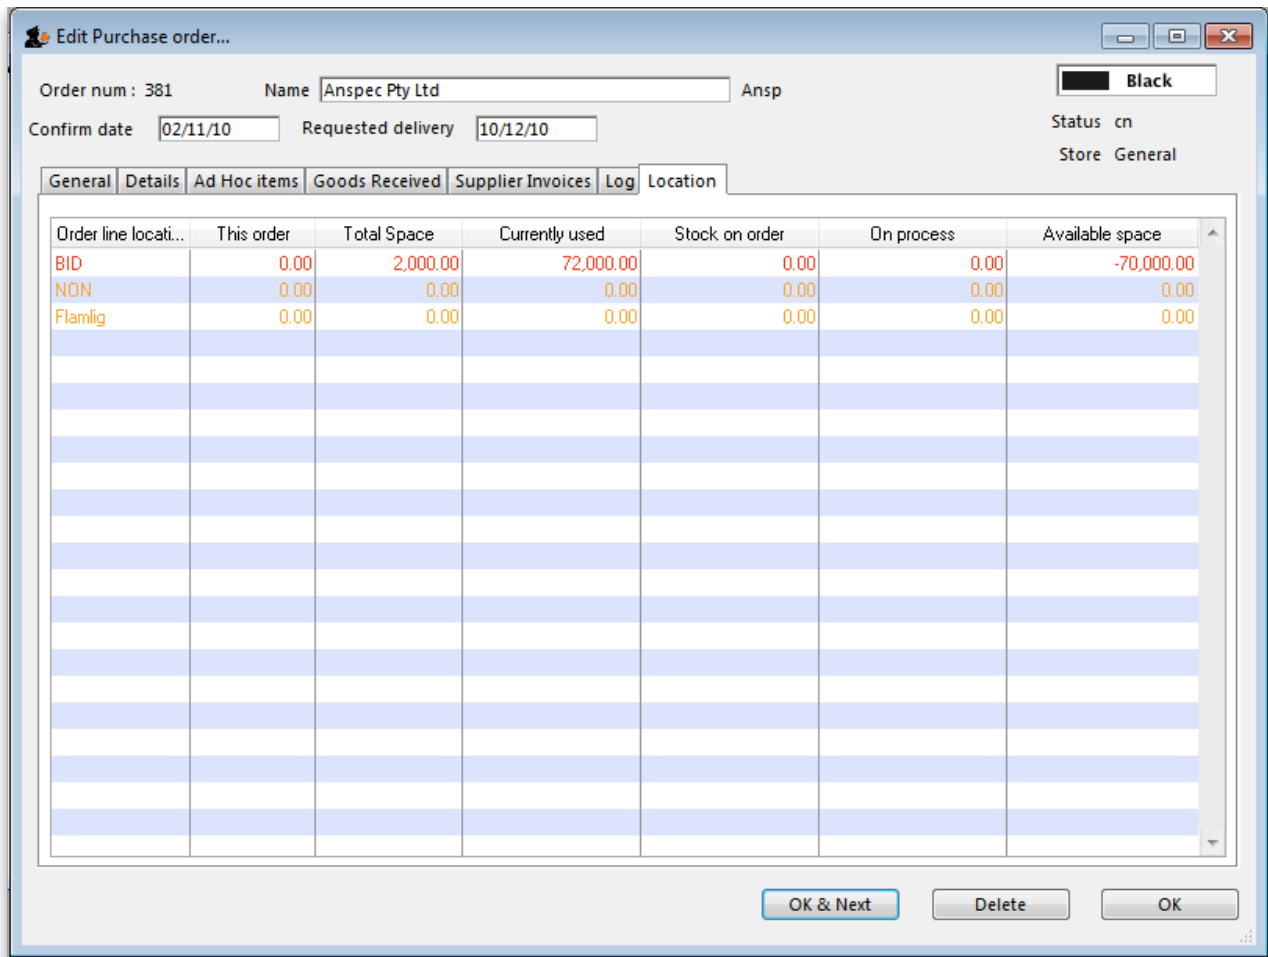 Edit Purchase order...
Order num : 381 Name Anspec Pty Ltd Ansp Black
Confirm date 02/11/10 Requested delivery 10/12/10 Status cn
Store General
General Details Ad Hoc items Goods Received Supplier Invoices Log Location
Order line locati... This order Total Space Currently used Stock on order On process Available space
BID 0.00 2,000.00 72,000.00 0.00 0.00 -70,000.00
NON 0.00 0.00 0.00 0.00 0.00 0.00
Flamlig 0.00 0.00 0.00 0.00 0.00 0.00
OK & Next Delete OK